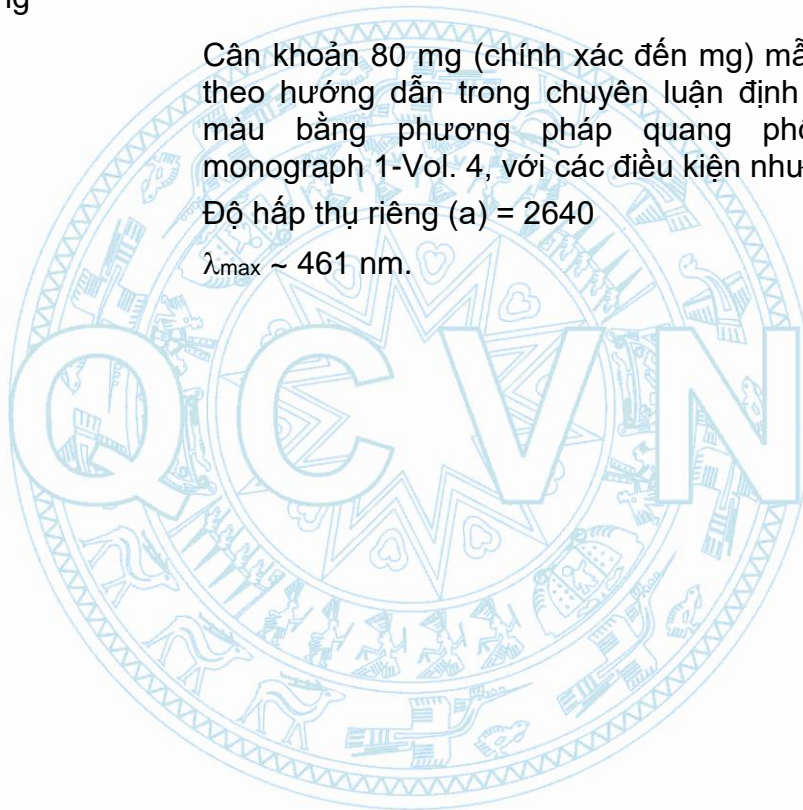 ng
Cân khoản 80 mg (chính xác đến mg) mẫ
theo hướng dẫn trong chuyên luận định
màu bằng phương pháp quang phổ
monograph 1-Vol. 4, với các điều kiện như
Độ hấp thụ riêng (a) = 2640
λmax ~ 461 nm.
QCVN